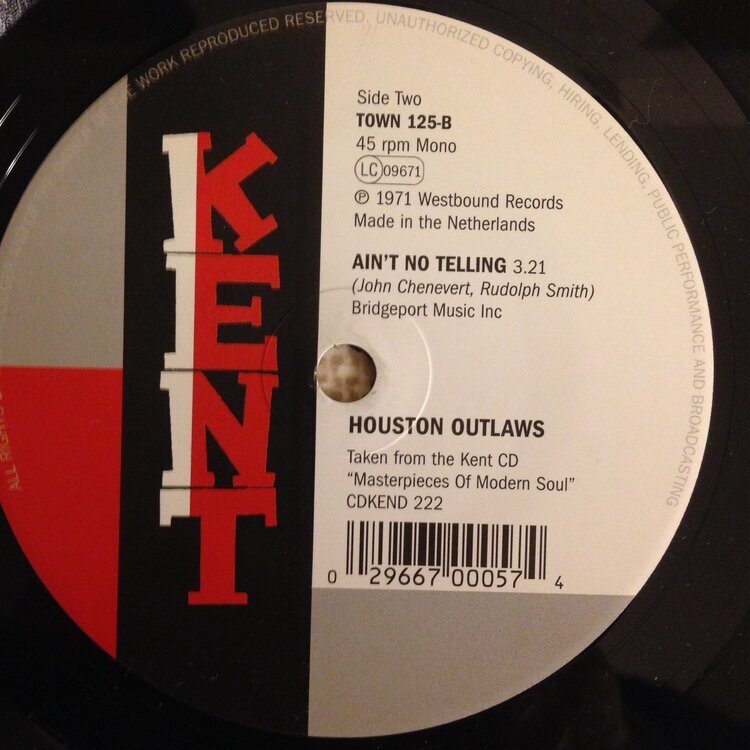 WORK REPRODUCED RESERVED. UNAUTHORIZED COPYING, HIRING, LENDING, PUBLIC PERFORMANCE AND BROADCASTING
ALL RIGHTS
KENT
Side Two
TOWN 125-B
45 rpm Mono
LC 09671
℗ 1971 Westbound Records
Made in the Netherlands
AIN'T NO TELLING 3.21
(John Chenevert, Rudolph Smith)
Bridgeport Music Inc
HOUSTON OUTLAWS
Taken from the Kent CD
"Masterpieces Of Modern Soul"
CDKEND 222
0 29667 00057 4